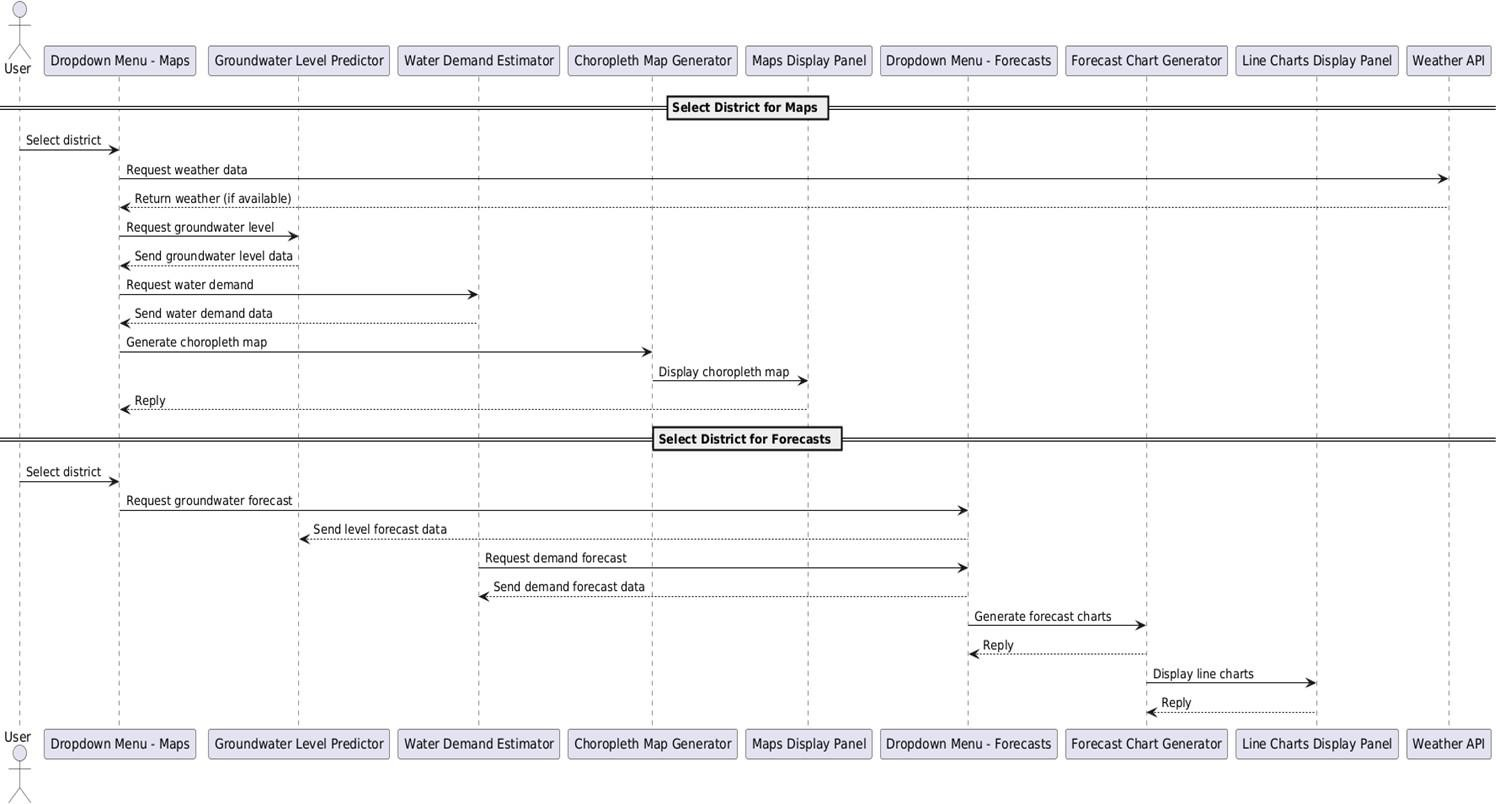 User
Dropdown Menu - Maps
Groundwater Level Predictor
Water Demand Estimator
Choropleth Map Generator
Maps Display Panel
Dropdown Menu - Forecasts
Forecast Chart Generator
Line Charts Display Panel
Weather API
Select District for Maps
Select district
Request weather data
Return weather (if available)
Request groundwater level
Send groundwater level data
Request water demand
Send water demand data
Generate choropleth map
Display choropleth map
Reply
Select District for Forecasts
Select district
Request groundwater forecast
Send level forecast data
Request demand forecast
Send demand forecast data
Generate forecast charts
Reply
Display line charts
Reply
User
Dropdown Menu - Maps
Groundwater Level Predictor
Water Demand Estimator
Choropleth Map Generator
Maps Display Panel
Dropdown Menu - Forecasts
Forecast Chart Generator
Line Charts Display Panel
Weather API